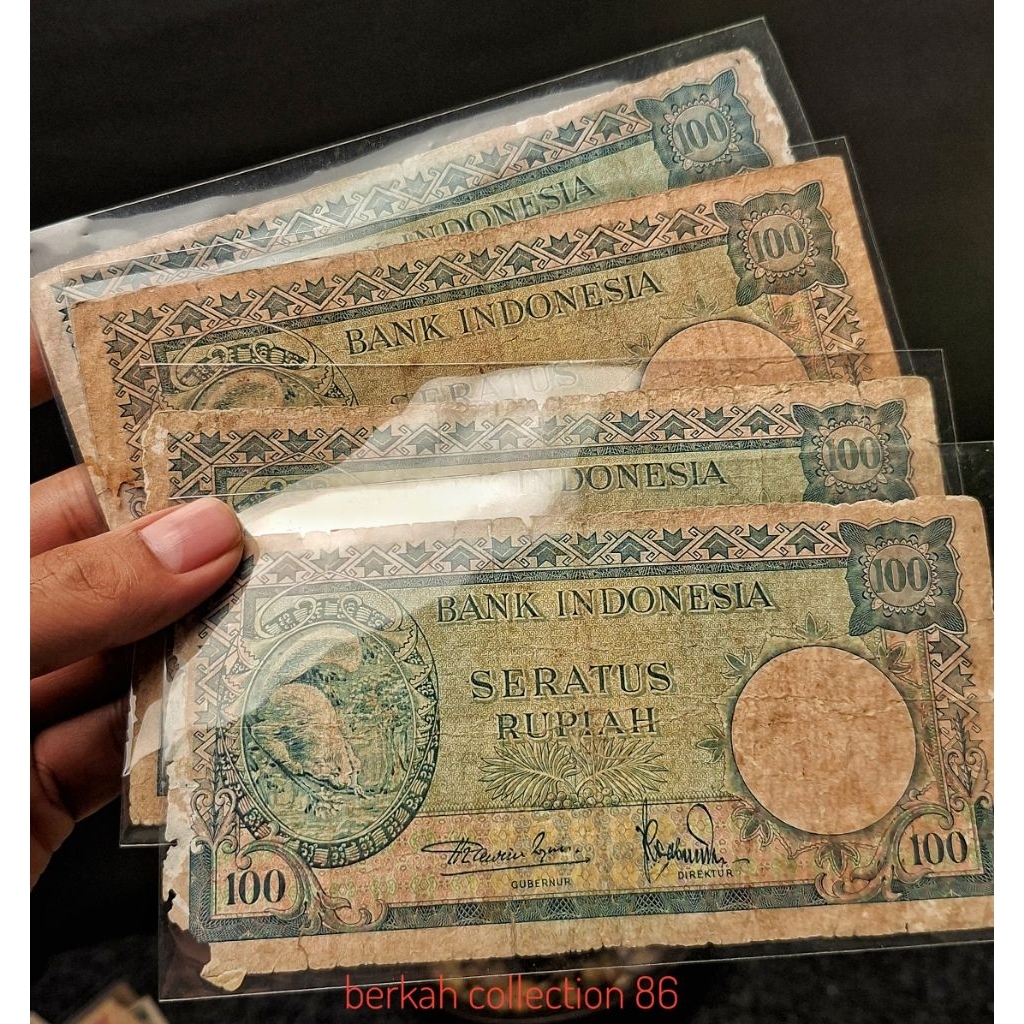 100
INDONESIA
100
BANK INDONESIA
SERATUS
100
INDONESIA
100
BANK INDONESIA
SERATUS
RUPIAH
100
GUBERNUR
DIREKTUR
100
berkah collection 86